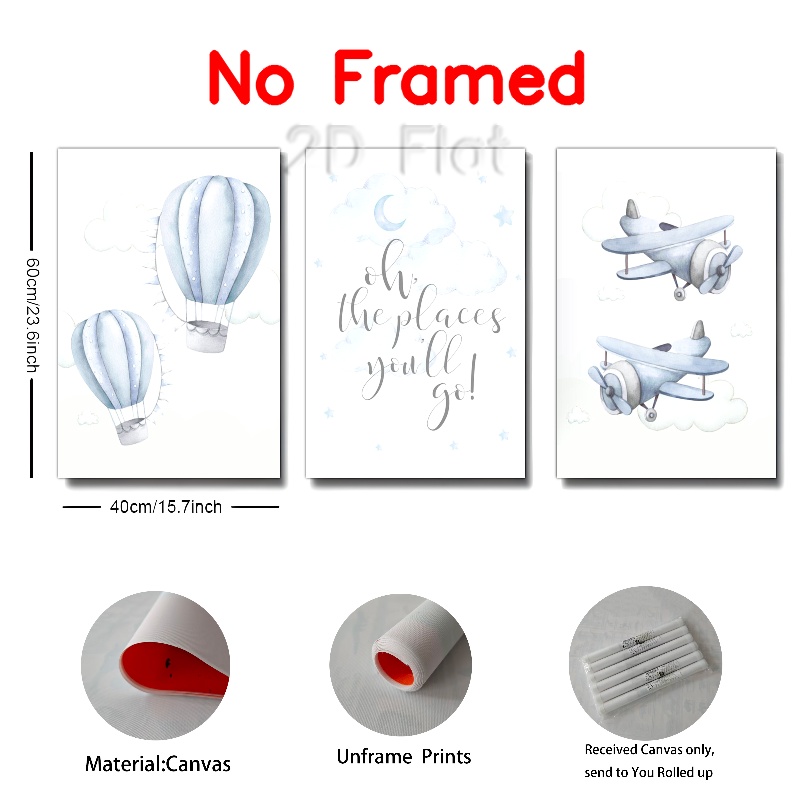 No Framed
2D Flat
60cm/23.6inch
oh,
the places
you'll
go!
40cm/15.7inch
Material:Canvas
Unframe Prints
Received Canvas only,
send to You Rolled up